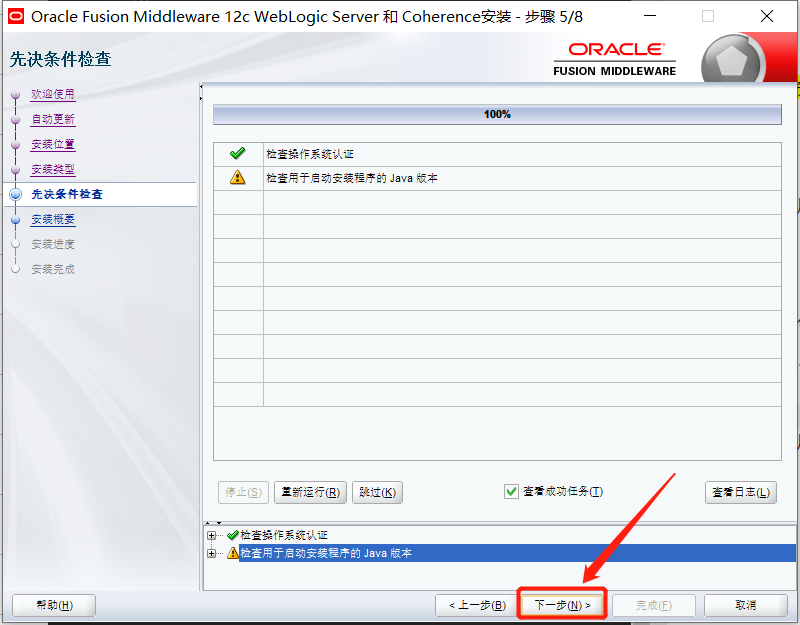 Oracle Fusion Middleware 12c WebLogic Server 和 Coherence安装 - 步骤 5/8
先决条件检查
ORACLE
FUSION MIDDLEWARE
欢迎使用
自动更新
安装位置
安装类型
先决条件检查
安装概要
安装进度
安装完成
100%
检查操作系统认证
检查用于启动安装程序的 Java 版本
停止(S) 重新运行(R) 跳过(K) 查看成功任务(T) 查看日志(L)
检查操作系统认证
检查用于启动安装程序的 Java 版本
帮助(H) < 上一步(B) 下一步(N) > 完成(F) 取消